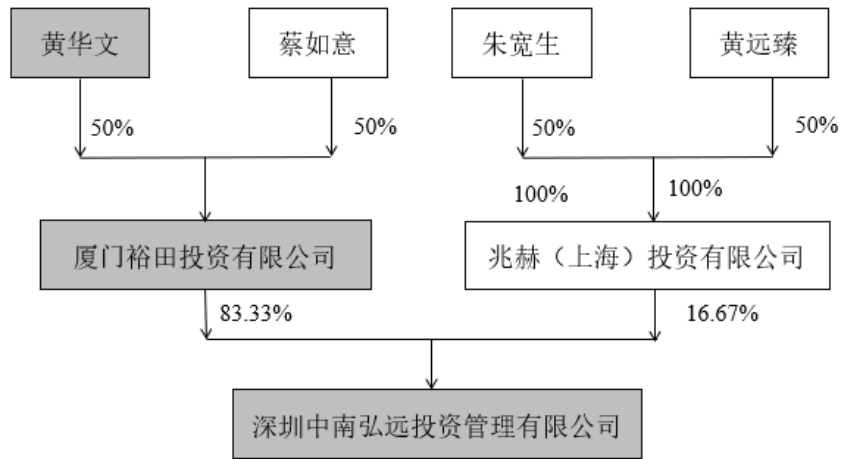 黄华文
蔡如意
朱宽生
黄远臻
50%
50%
50%
50%
100%
100%
厦门裕田投资有限公司
兆赫（上海）投资有限公司
83.33%
16.67%
深圳中南弘远投资管理有限公司